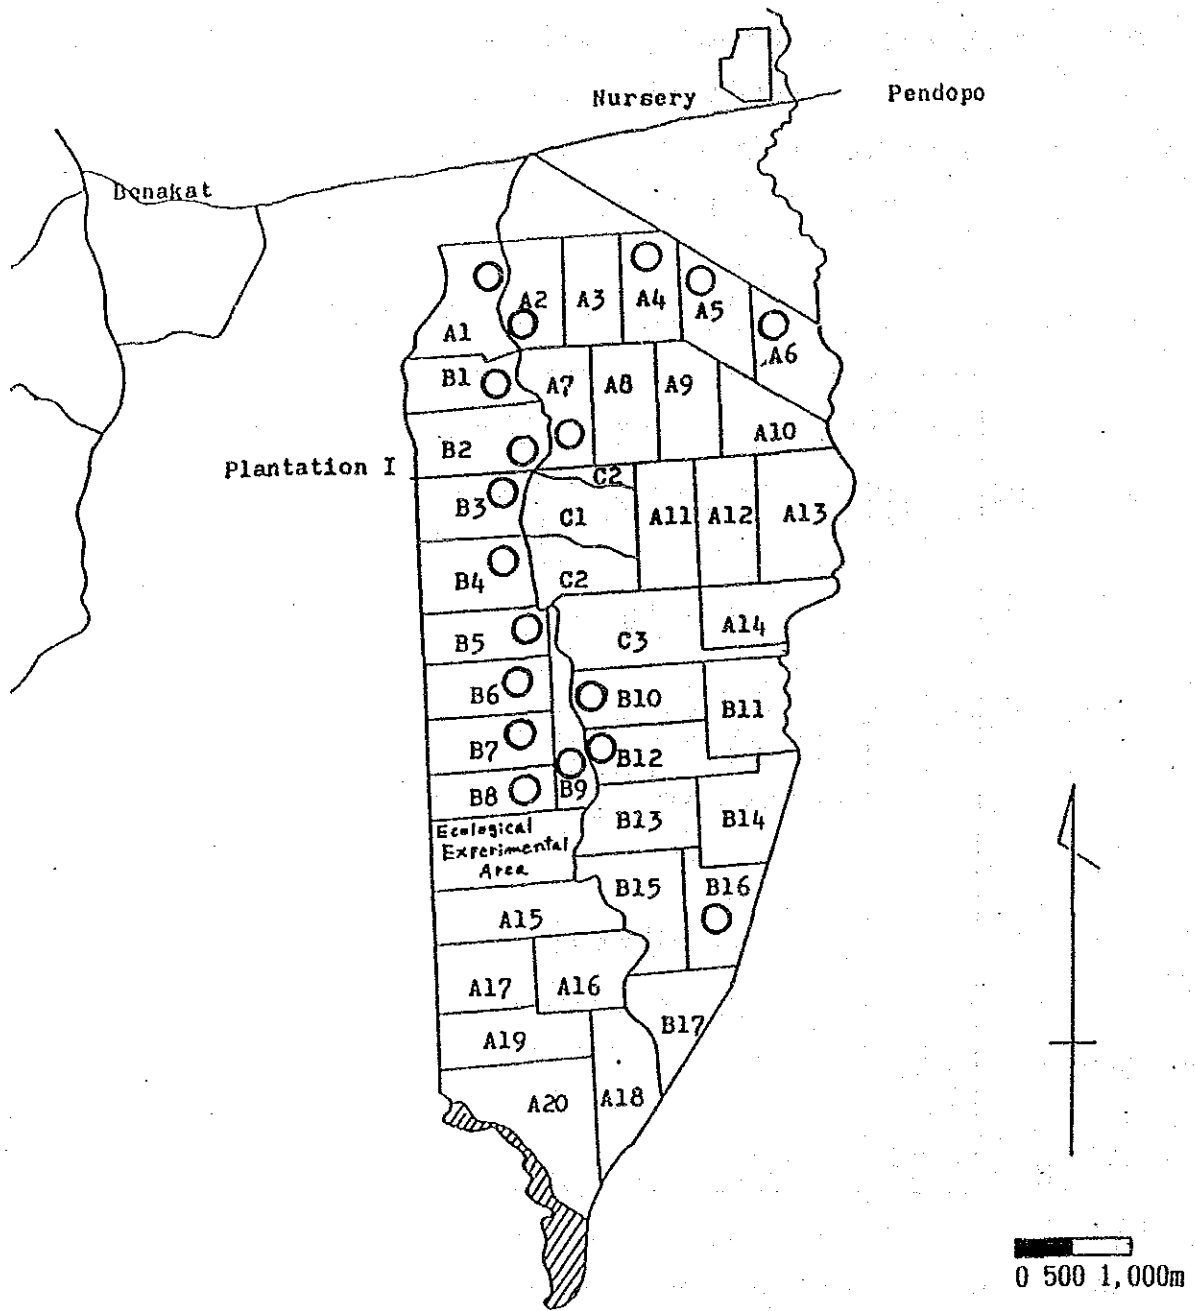 Nursery
Pendopo
Benakat
A1
A2
A3
A4
A5
A6
B1
A7
A8
A9
A10
B2
Plantation I
C2
B3
C1
A11
A12
A13
B4
C2
B5
C3
A14
B6
B10
B11
B7
B12
B8
B9
Ecological
Experimental
Area
B13
B14
B15
B16
A15
A17
A16
B17
A19
A20
A18
0 500 1,000m